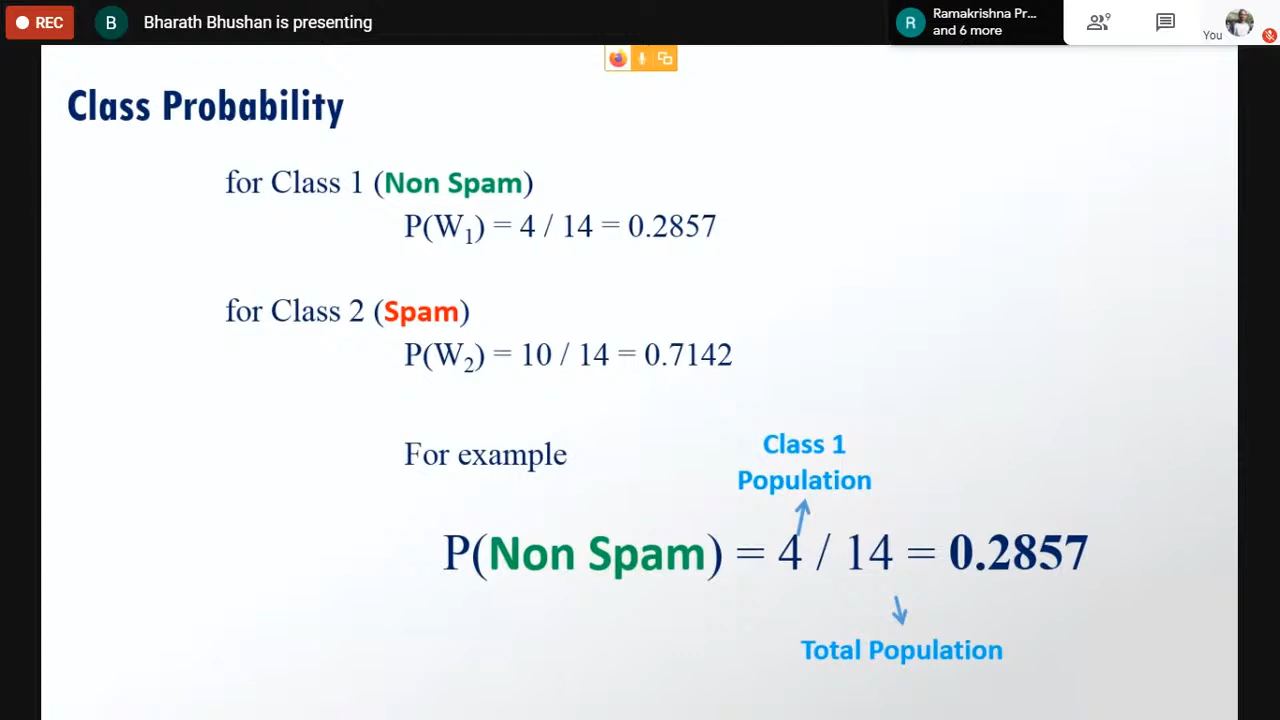 REC
B
Bharath Bhushan is presenting
R
Ramakrishna Pr...
and 6 more
9
You
Class Probability
for Class 1 (Non Spam)
P(W₁) = 4 / 14 = 0.2857
for Class 2 (Spam)
P(W₂) = 10 / 14 = 0.7142
For example
Class 1
Population
P(Non Spam) = 4 / 14 = 0.2857
Total Population